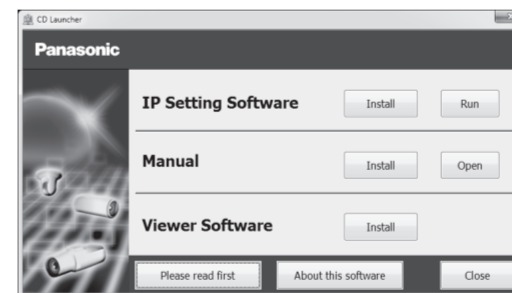 CD Launcher
Panasonic
IP Setting Software Install Run
Manual Install Open
Viewer Software Install
Please read first About this software Close